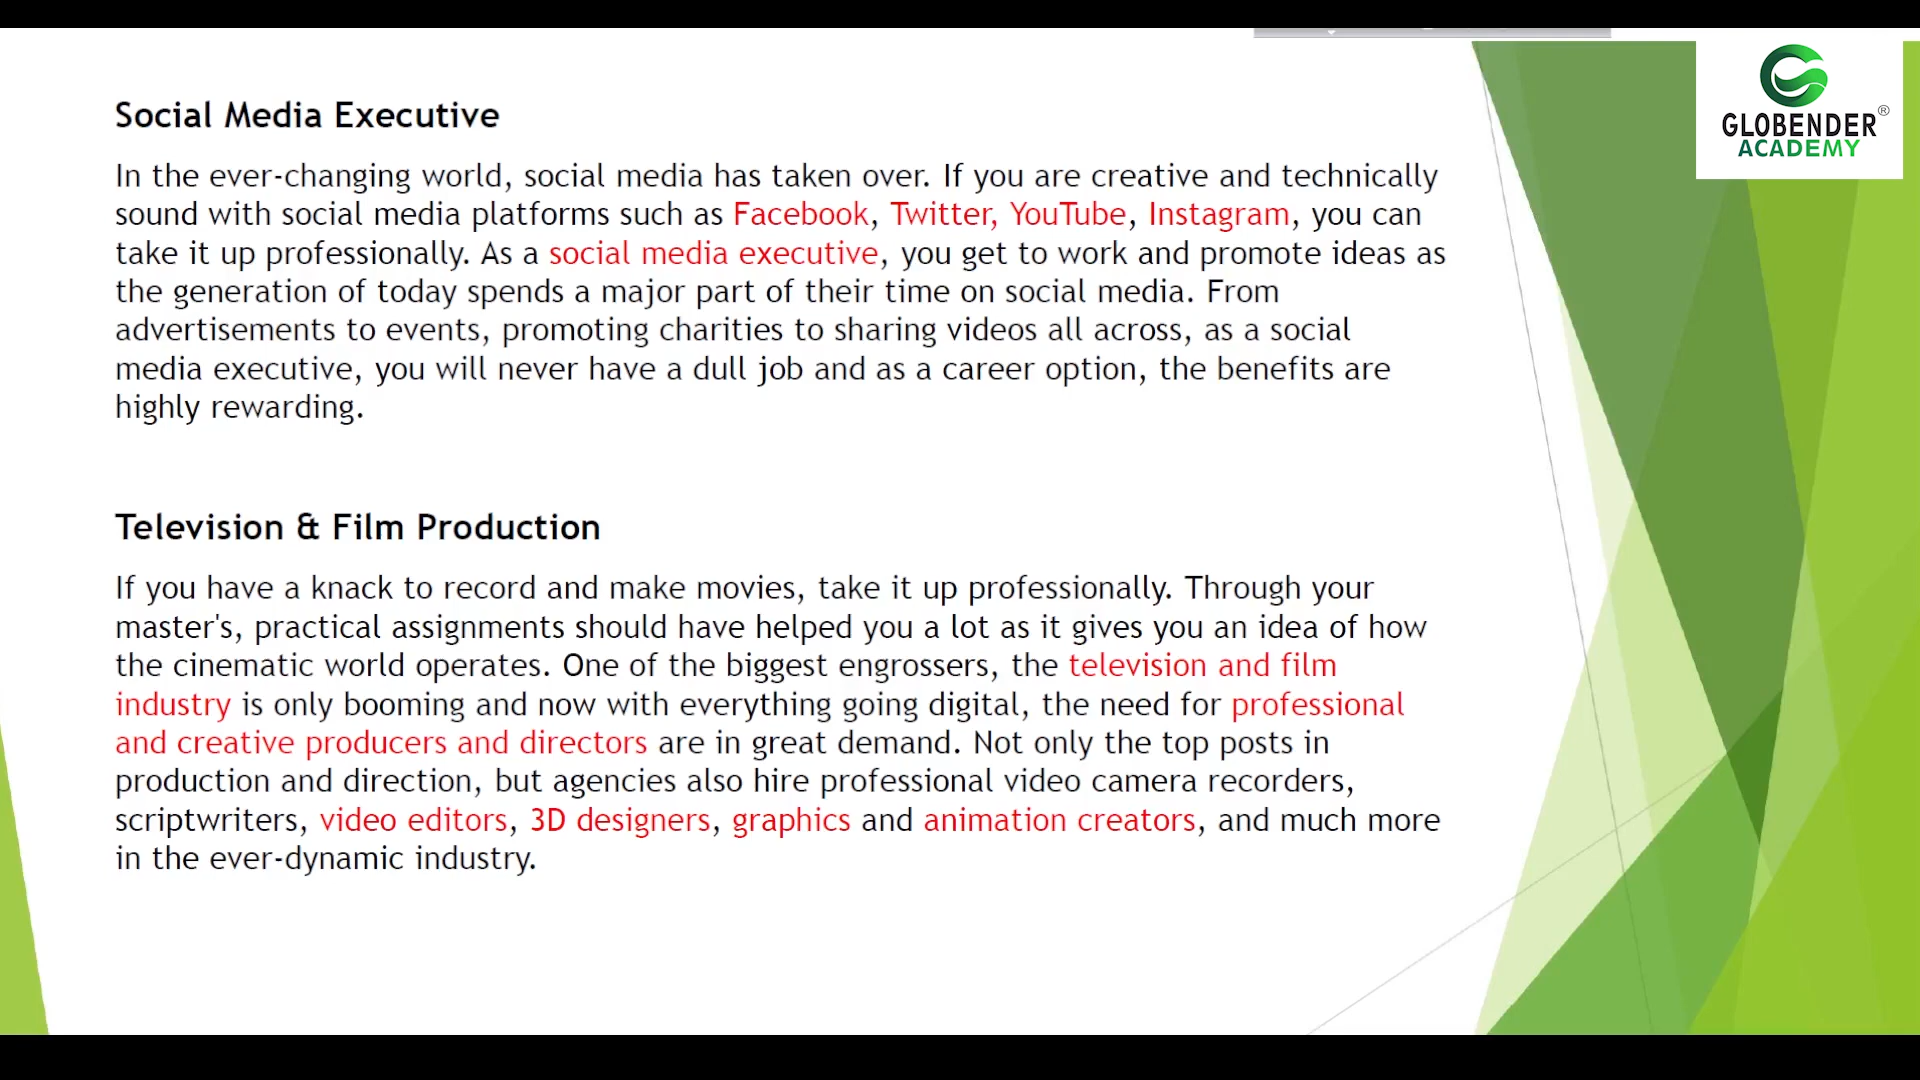 GLOBENDER®
ACADEMY
Social Media Executive
In the ever-changing world, social media has taken over. If you are creative and technically
sound with social media platforms such as Facebook, Twitter, YouTube, Instagram, you can
take it up professionally. As a social media executive, you get to work and promote ideas as
the generation of today spends a major part of their time on social media. From
advertisements to events, promoting charities to sharing videos all across, as a social
media executive, you will never have a dull job and as a career option, the benefits are
highly rewarding.
Television & Film Production
If you have a knack to record and make movies, take it up professionally. Through your
master's, practical assignments should have helped you a lot as it gives you an idea of how
the cinematic world operates. One of the biggest engrossers, the television and film
industry is only booming and now with everything going digital, the need for professional
and creative producers and directors are in great demand. Not only the top posts in
production and direction, but agencies also hire professional video camera recorders,
scriptwriters, video editors, 3D designers, graphics and animation creators, and much more
in the ever-dynamic industry.